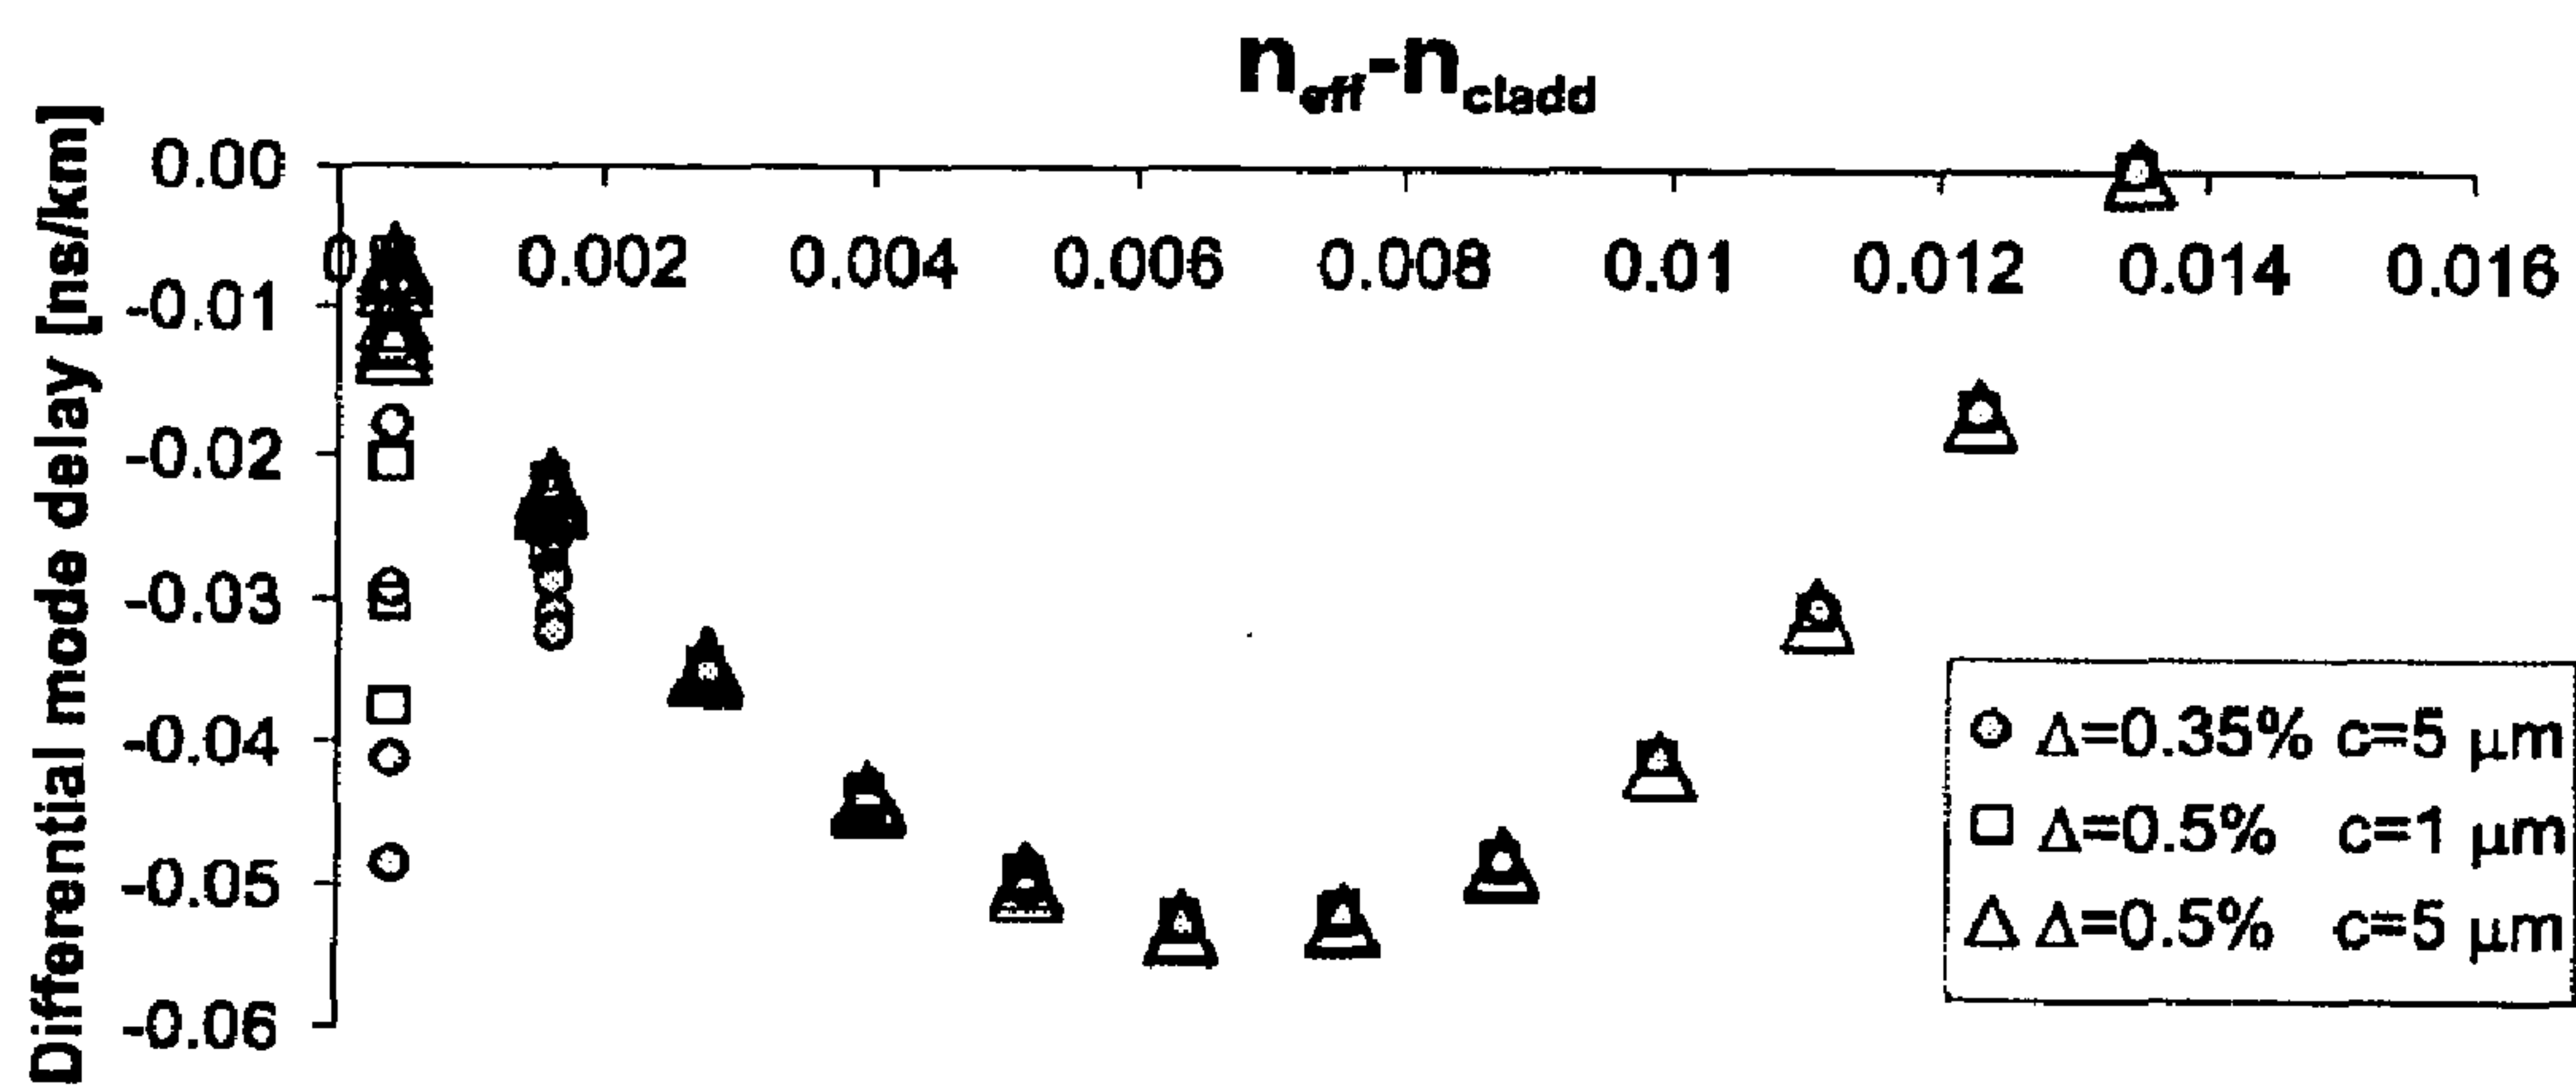 n_eff-n_cladd
Differential mode delay [ns/km]
0.00
-0.01
-0.02
-0.03
-0.04
-0.05
-0.06
0 0.002 0.004 0.006 0.008 0.01 0.012 0.014 0.016
Δ=0.35% c=5 μm
Δ=0.5% c=1 μm
Δ=0.5% c=5 μm